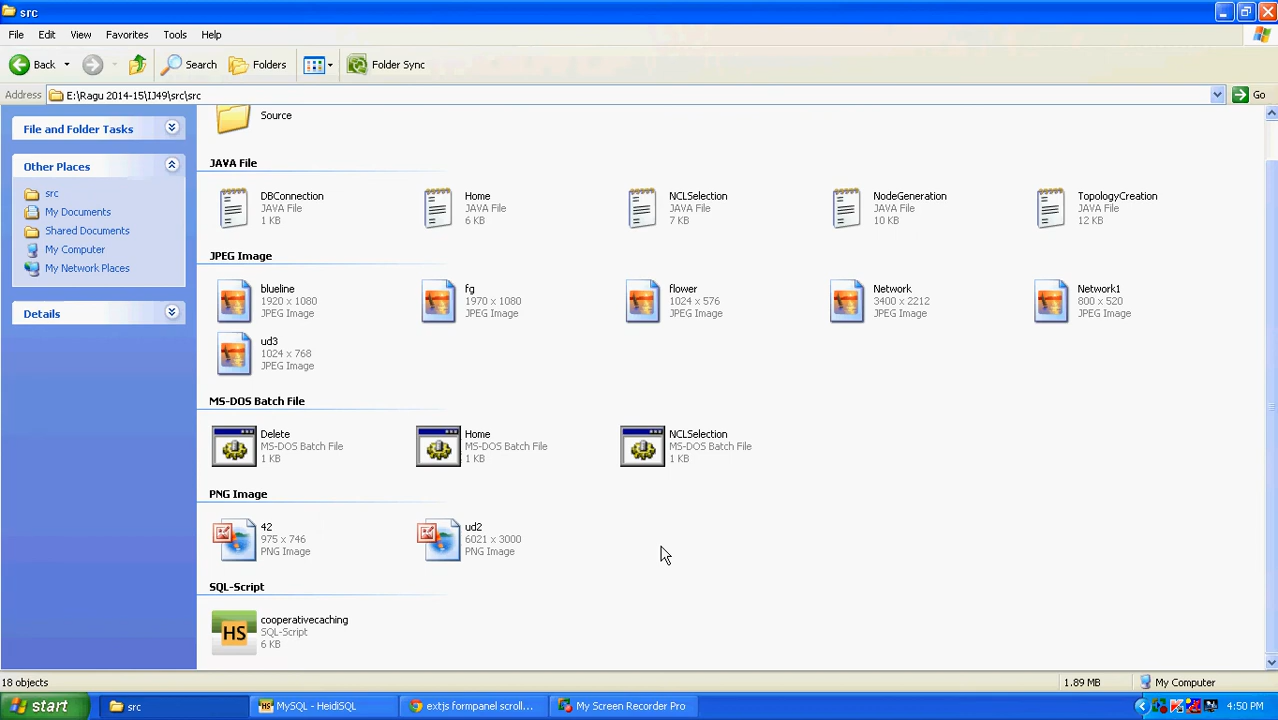 src
File Edit View Favorites Tools Help
Back Search Folders Folder Sync
Address E:\Ragu 2014-15\IJ49\src\src Go
File and Folder Tasks
Other Places
src
My Documents
Shared Documents
My Computer
My Network Places
Details
Source
JAVA File
DBConnection
JAVA File
1 KB
Home
JAVA File
6 KB
NCLSelection
JAVA File
7 KB
NodeGeneration
JAVA File
10 KB
TopologyCreation
JAVA File
12 KB
JPEG Image
blueline
1920 x 1080
JPEG Image
fg
1970 x 1080
JPEG Image
flower
1024 x 576
JPEG Image
Network
3400 x 2212
JPEG Image
Network1
800 x 520
JPEG Image
ud3
1024 x 768
JPEG Image
MS-DOS Batch File
Delete
MS-DOS Batch File
1 KB
Home
MS-DOS Batch File
1 KB
NCLSelection
MS-DOS Batch File
1 KB
PNG Image
42
975 x 746
PNG Image
ud2
6021 x 3000
PNG Image
SQL-Script
HS
cooperativecaching
SQL-Script
6 KB
18 objects 1.89 MB My Computer
start src HS MySQL - HeidiSQL extjs formpanel scroll... My Screen Recorder Pro 4:50 PM